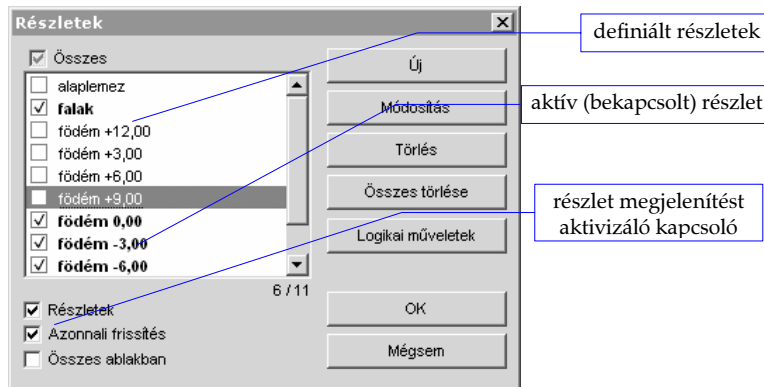 Részletek
Összes
alaplemez
falak
födém +12,00
födém +3,00
födém +6,00
födém +9,00
födém 0,00
födém -3,00
födém -6,00
6 / 11
Részletek
Azonnali frissítés
Összes ablakban
Új
Módosítás
Törlés
Összes törlése
Logikai műveletek
OK
Mégsem
definiált részletek
aktív (bekapcsolt) részlet
részlet megjelenítést
aktivizáló kapcsoló